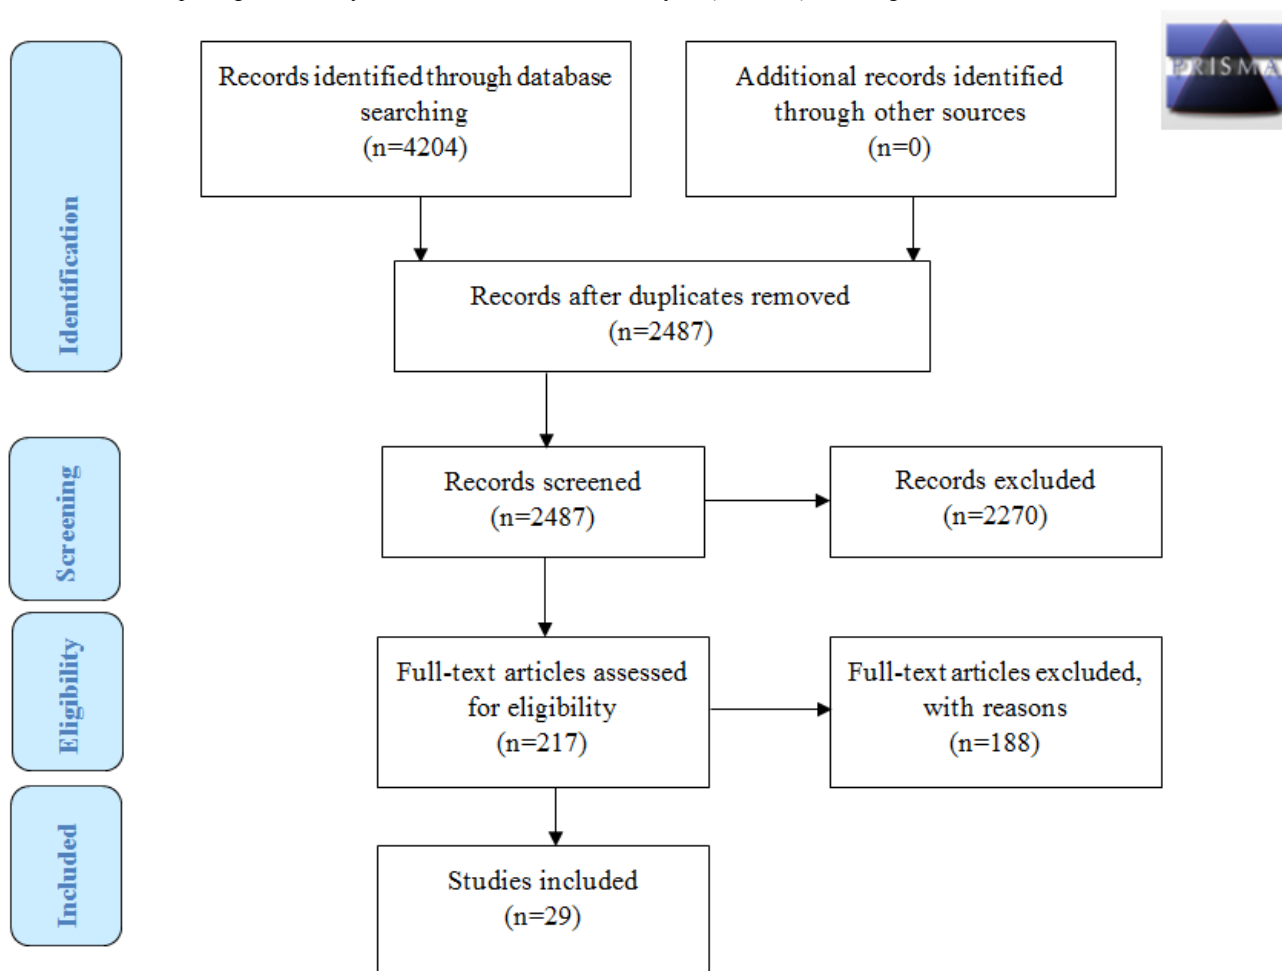 Records identified through database
searching
(n=4204)
Additional records identified
through other sources
(n=0)
PRISMA
Records after duplicates removed
(n=2487)
Identification
Records screened
(n=2487)
Records excluded
(n=2270)
Screening
Full-text articles assessed
for eligibility
(n=217)
Full-text articles excluded,
with reasons
(n=188)
Eligibility
Studies included
(n=29)
Included